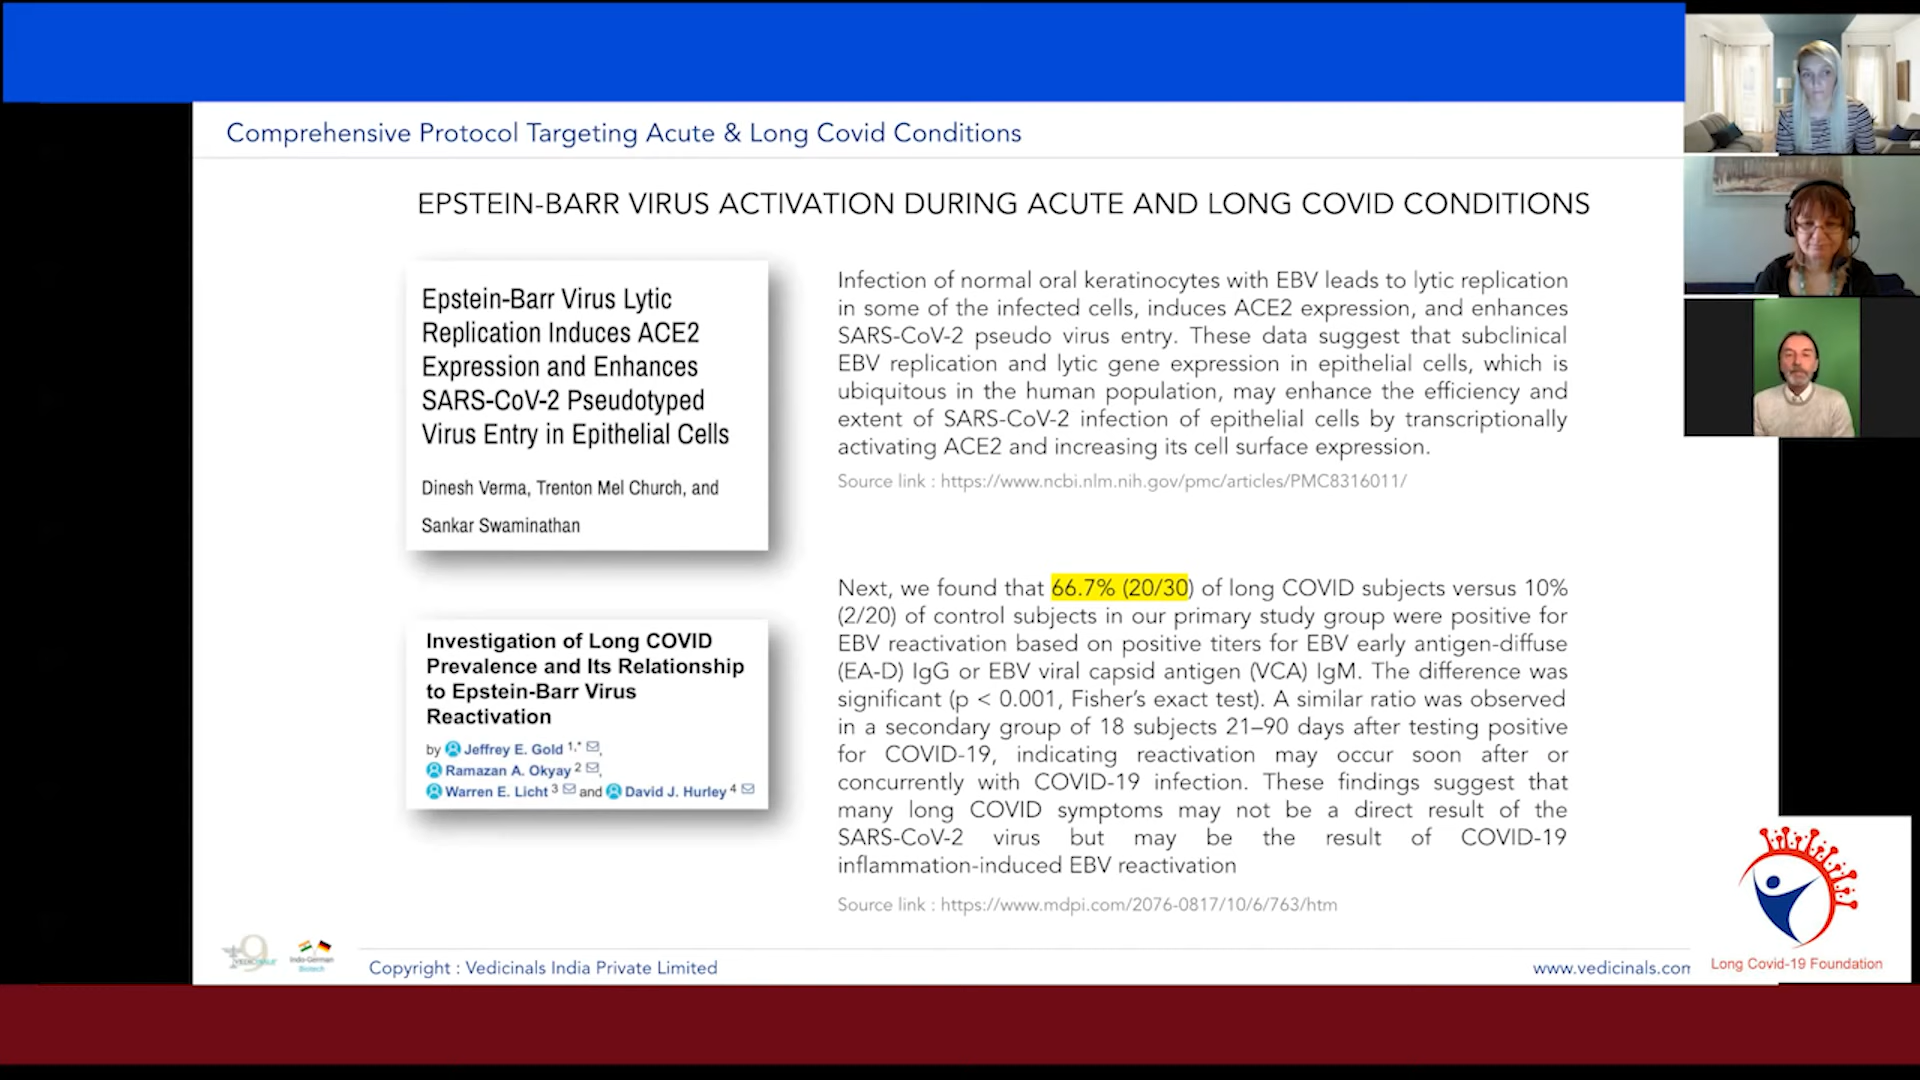 Comprehensive Protocol Targeting Acute & Long Covid Conditions
EPSTEIN-BARR VIRUS ACTIVATION DURING ACUTE AND LONG COVID CONDITIONS
Epstein-Barr Virus Lytic
Replication Induces ACE2
Expression and Enhances
SARS-CoV-2 Pseudotyped
Virus Entry in Epithelial Cells
Dinesh Verma, Trenton Mel Church, and
Sankar Swaminathan
Infection of normal oral keratinocytes with EBV leads to lytic replication
in some of the infected cells, induces ACE2 expression, and enhances
SARS-CoV-2 pseudo virus entry. These data suggest that subclinical
EBV replication and lytic gene expression in epithelial cells, which is
ubiquitous in the human population, may enhance the efficiency and
extent of SARS-CoV-2 infection of epithelial cells by transcriptionally
activating ACE2 and increasing its cell surface expression.
Source link : https://www.ncbi.nlm.nih.gov/pmc/articles/PMC8316011/
Investigation of Long COVID
Prevalence and Its Relationship
to Epstein-Barr Virus
Reactivation
by Jeffrey E. Gold 1,*,
Ramazan A. Okyay 2,
Warren E. Licht 3 and David J. Hurley 4
Next, we found that 66.7% (20/30) of long COVID subjects versus 10%
(2/20) of control subjects in our primary study group were positive for
EBV reactivation based on positive titers for EBV early antigen-diffuse
(EA-D) IgG or EBV viral capsid antigen (VCA) IgM. The difference was
significant (p < 0.001, Fisher's exact test). A similar ratio was observed
in a secondary group of 18 subjects 21–90 days after testing positive
for COVID-19, indicating reactivation may occur soon after or
concurrently with COVID-19 infection. These findings suggest that
many long COVID symptoms may not be a direct result of the
SARS-CoV-2 virus but may be the result of COVID-19
inflammation-induced EBV reactivation
Source link : https://www.mdpi.com/2076-0817/10/6/763/htm
9
VEDICINALS
Indo-German
Biotech
Copyright : Vedicinals India Private Limited
www.vedicinals.com
Long Covid-19 Foundation